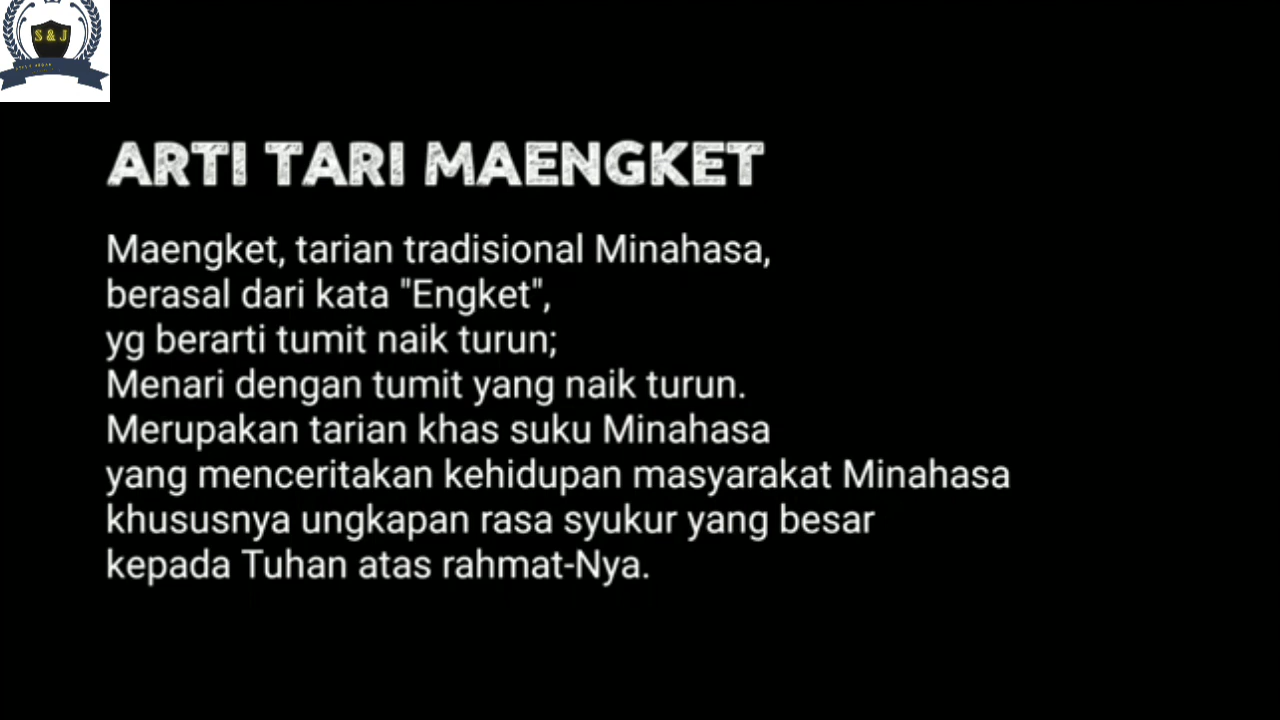 S & J
ARTI TARI MAENGKET
Maengket, tarian tradisional Minahasa,
berasal dari kata "Engket",
yg berarti tumit naik turun;
Menari dengan tumit yang naik turun.
Merupakan tarian khas suku Minahasa
yang menceritakan kehidupan masyarakat Minahasa
khususnya ungkapan rasa syukur yang besar
kepada Tuhan atas rahmat-Nya.